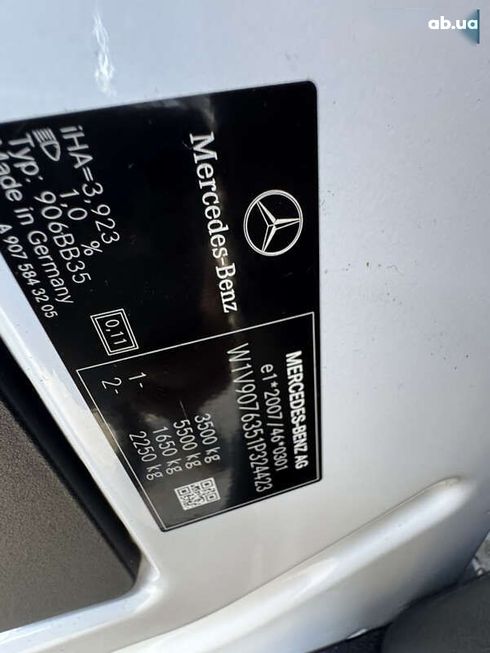 ab.ua
Mercedes-Benz
MERCEDES-BENZ AG
e1*2007/46*0301
W1V9076351P324423
3500 kg
5500 kg
1- 1650 kg
2- 2250 kg
0,11
iHA=3,923
1,0 %
Typ: 906BB35
Made in Germany
A 907 584 32 05